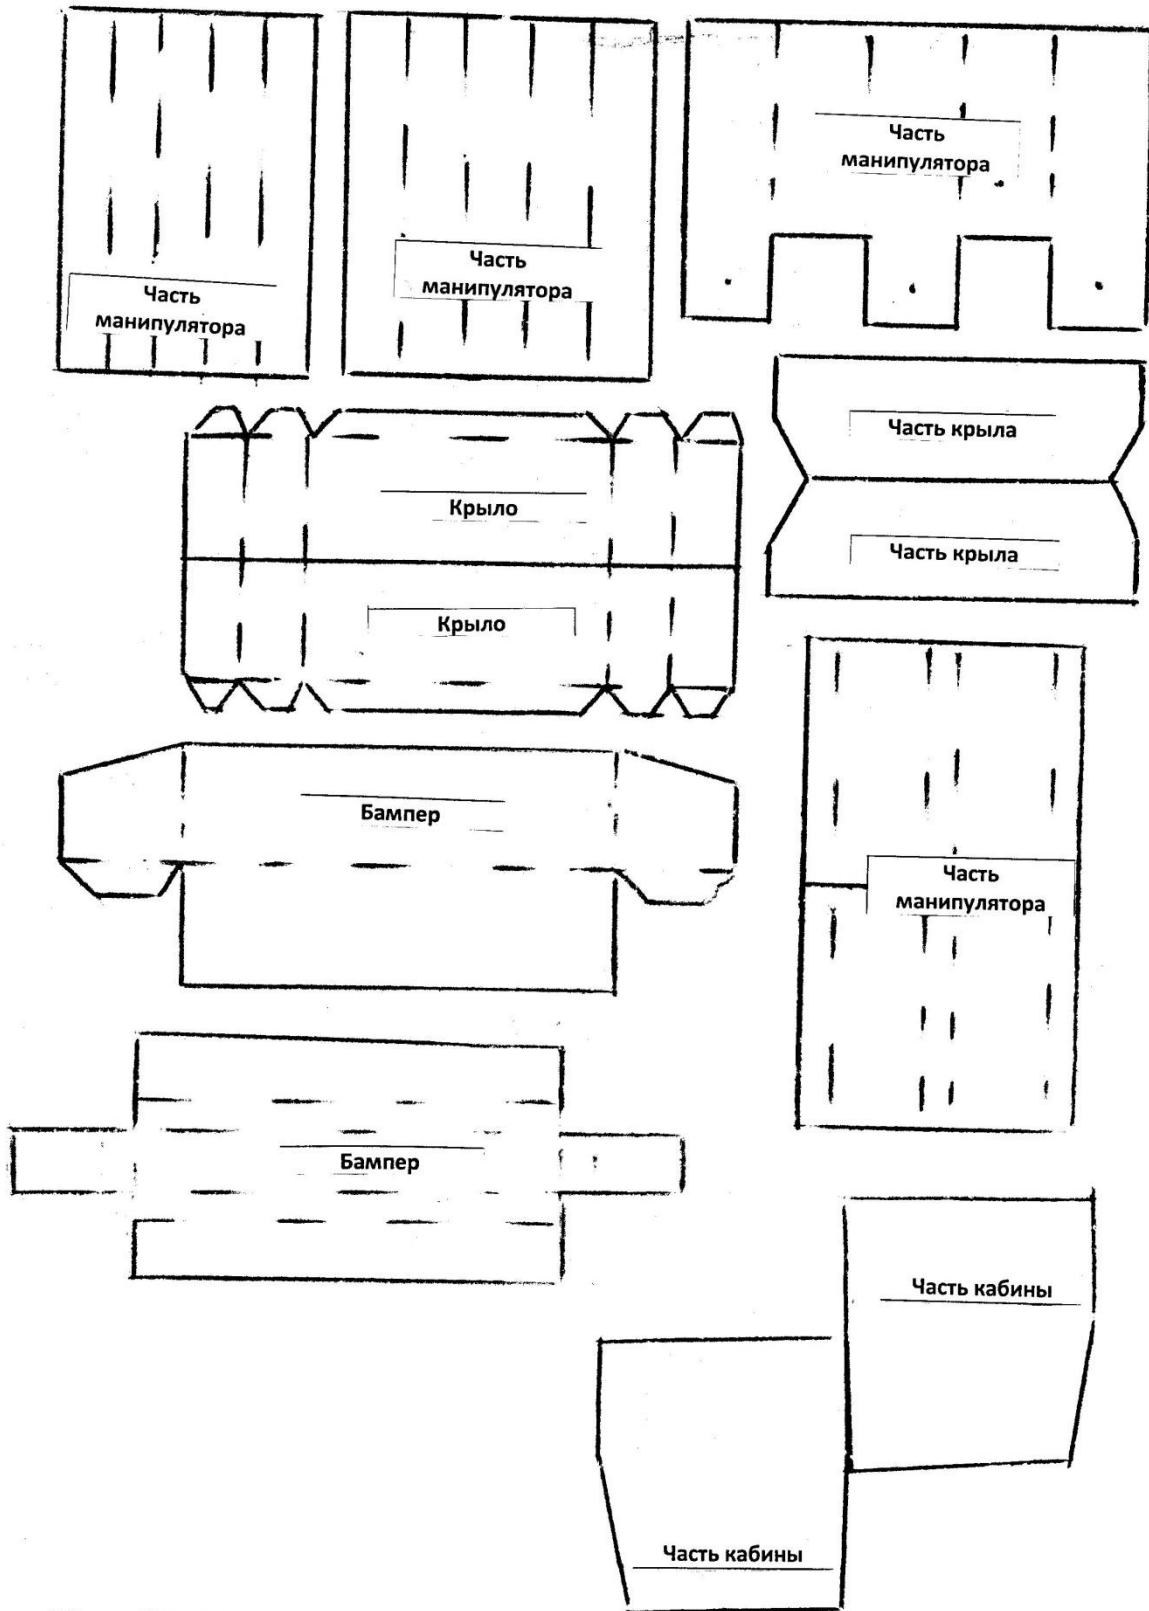 Часть
манипулятора
Часть
манипулятора
Часть
манипулятора
Часть крыла
Часть крыла
Крыло
Крыло
Бампер
Часть
манипулятора
Бампер
Часть кабины
Часть кабины